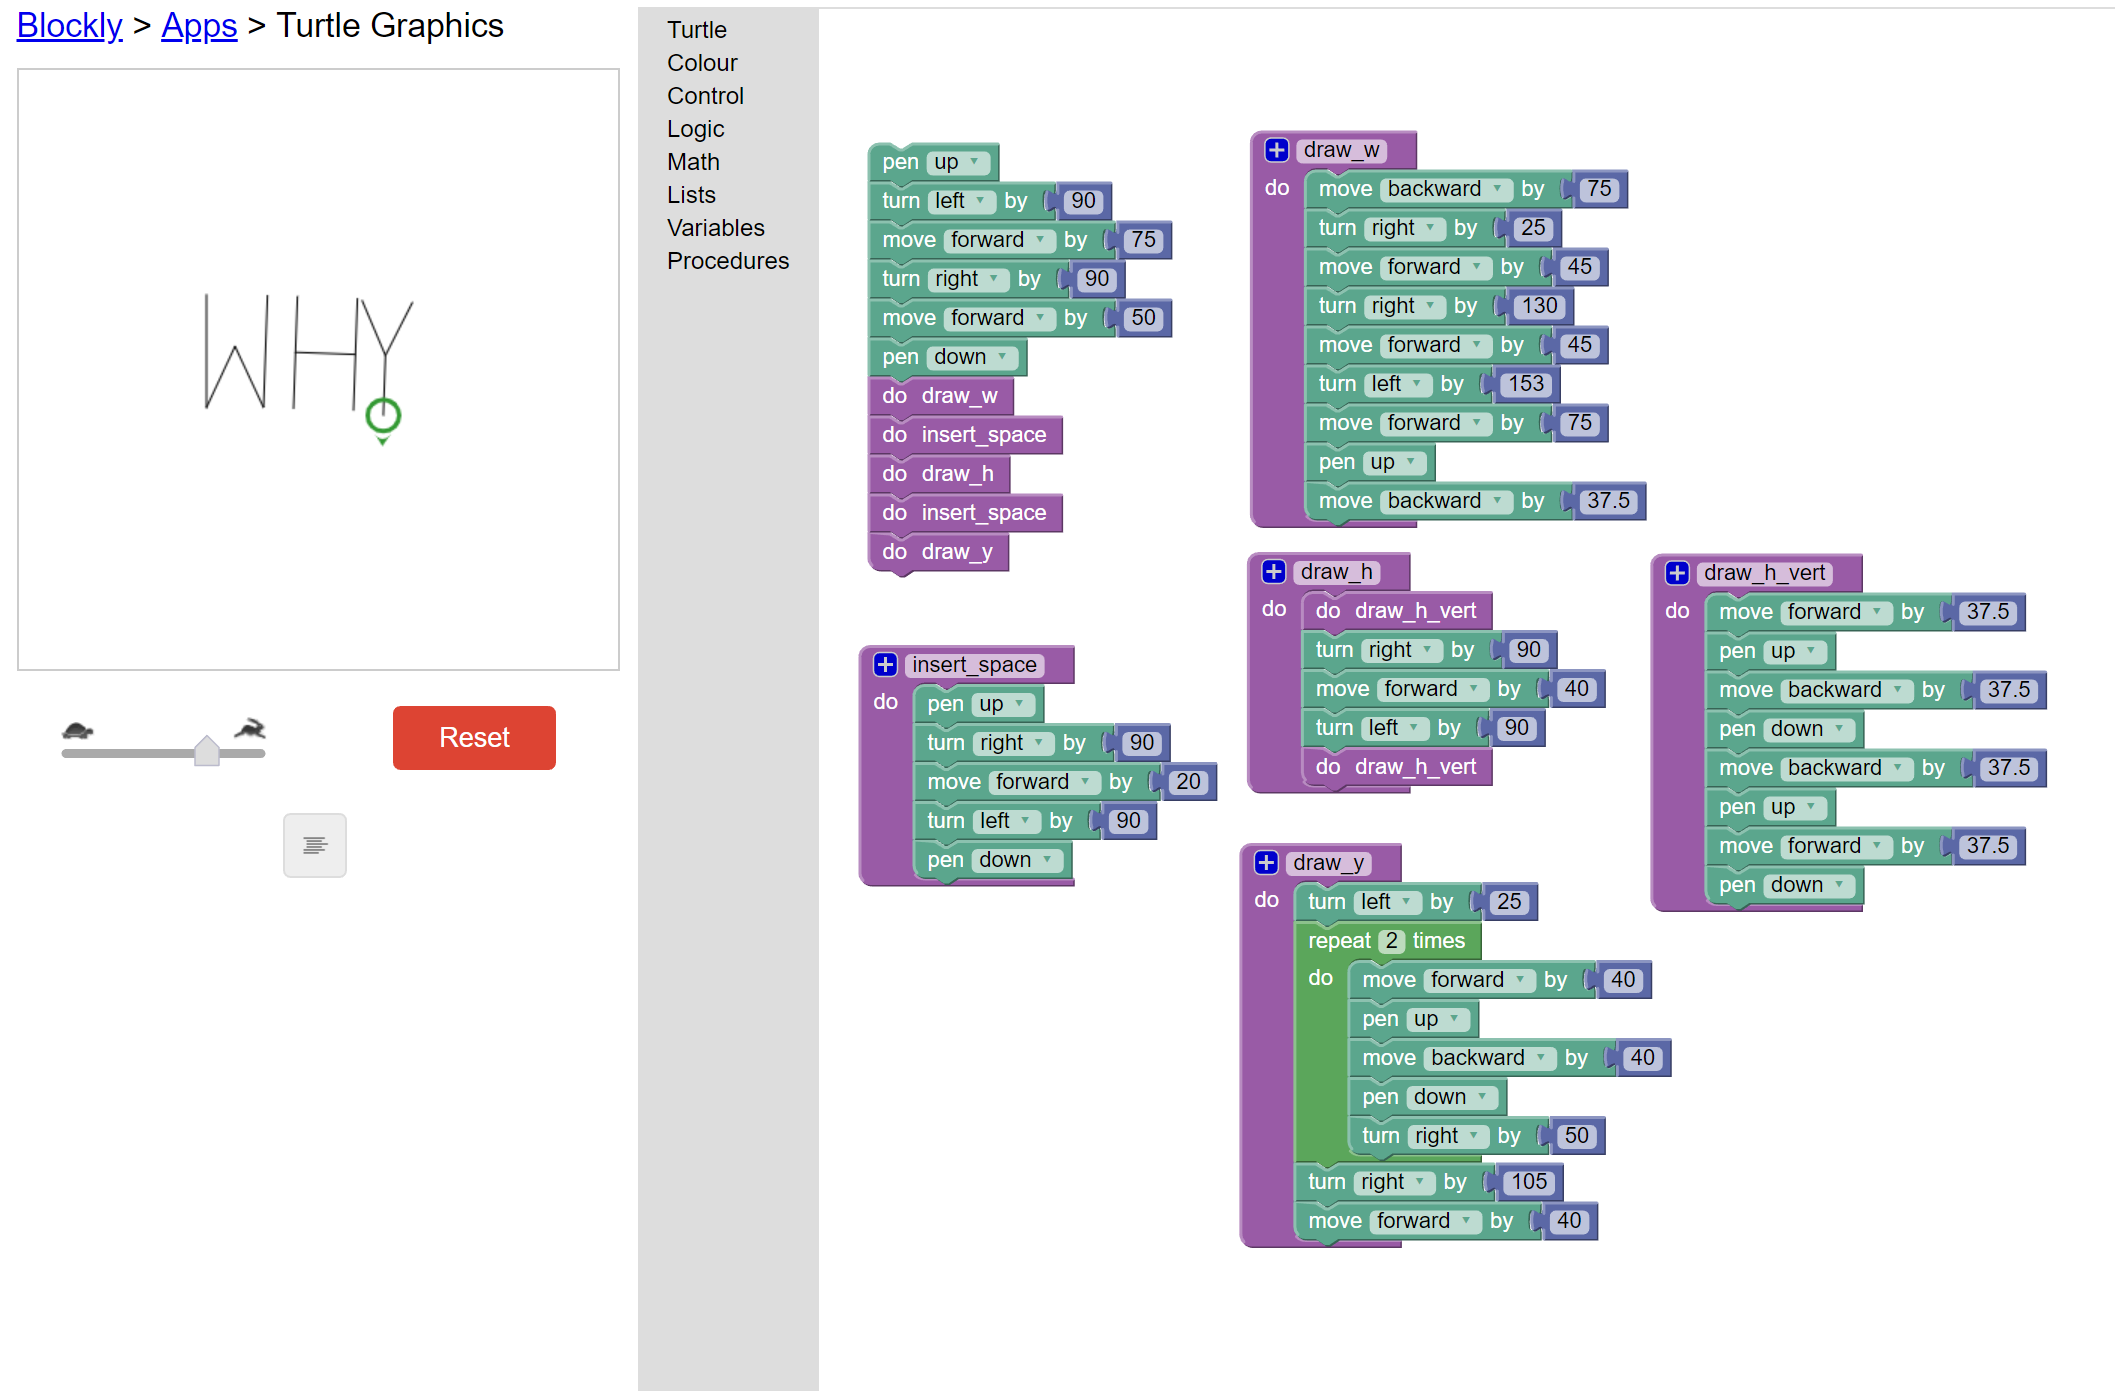 Blockly > Apps > Turtle Graphics
WHY
Reset
Turtle
Colour
Control
Logic
Math
Lists
Variables
Procedures
pen up
turn left by 90
move forward by 75
turn right by 90
move forward by 50
pen down
do draw_w
do insert_space
do draw_h
do insert_space
do draw_y
insert_space
do pen up
turn right by 90
move forward by 20
turn left by 90
pen down
draw_w
do move backward by 75
turn right by 25
move forward by 45
turn right by 130
move forward by 45
turn left by 153
move forward by 75
pen up
move backward by 37.5
draw_h
do do draw_h_vert
turn right by 90
move forward by 40
turn left by 90
do draw_h_vert
draw_y
do turn left by 25
repeat 2 times
do move forward by 40
pen up
move backward by 40
pen down
turn right by 50
turn right by 105
move forward by 40
draw_h_vert
do move forward by 37.5
pen up
move backward by 37.5
pen down
move backward by 37.5
pen up
move forward by 37.5
pen down